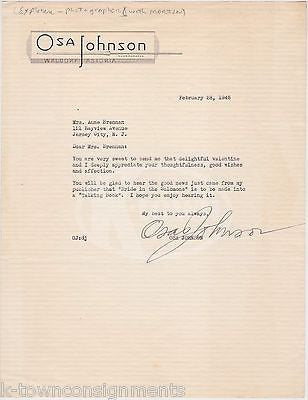 (Explorer - photographer (with Martin)
OSA JOHNSON
WALDORF ASTORIA
February 23, 1945
Mrs. Anne Brennan
112 Bayview Avenue
Jersey City, N. J.
Dear Mrs. Brennan:
You are very sweet to send me that delightful valentine
and I deeply appreciate your thoughtfulness, good wishes
and affection.
You will be glad to hear the good news just come from my
publisher that "Bride in the Solomons" is to be made into
a "Talking Book". I hope you enjoy hearing it.
My best to you always,
Osa Johnson
OJ:dj
Osa Johnson
k-townconsignments